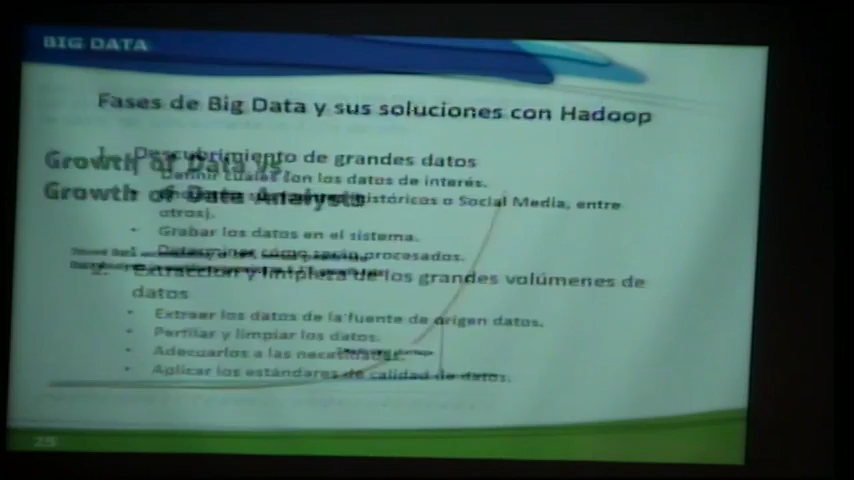 BIG DATA
Fases de Big Data y sus soluciones con Hadoop
1. Descubrimiento de grandes datos
Growth of Data vs.
Definir cuáles son los datos de interés.
Growth of Data Analysts
históricos o Social Media, entre
otros).
Grabar los datos en el sistema.
Determinar cómo serán procesados.
2. Extracción y limpieza de los grandes volúmenes de
datos
• Extraer los datos de la fuente de origen datos.
• Perfilar y limpiar los datos.
• Adecuarlos a las necesidades.
• Aplicar los estándares de calidad de datos.
25